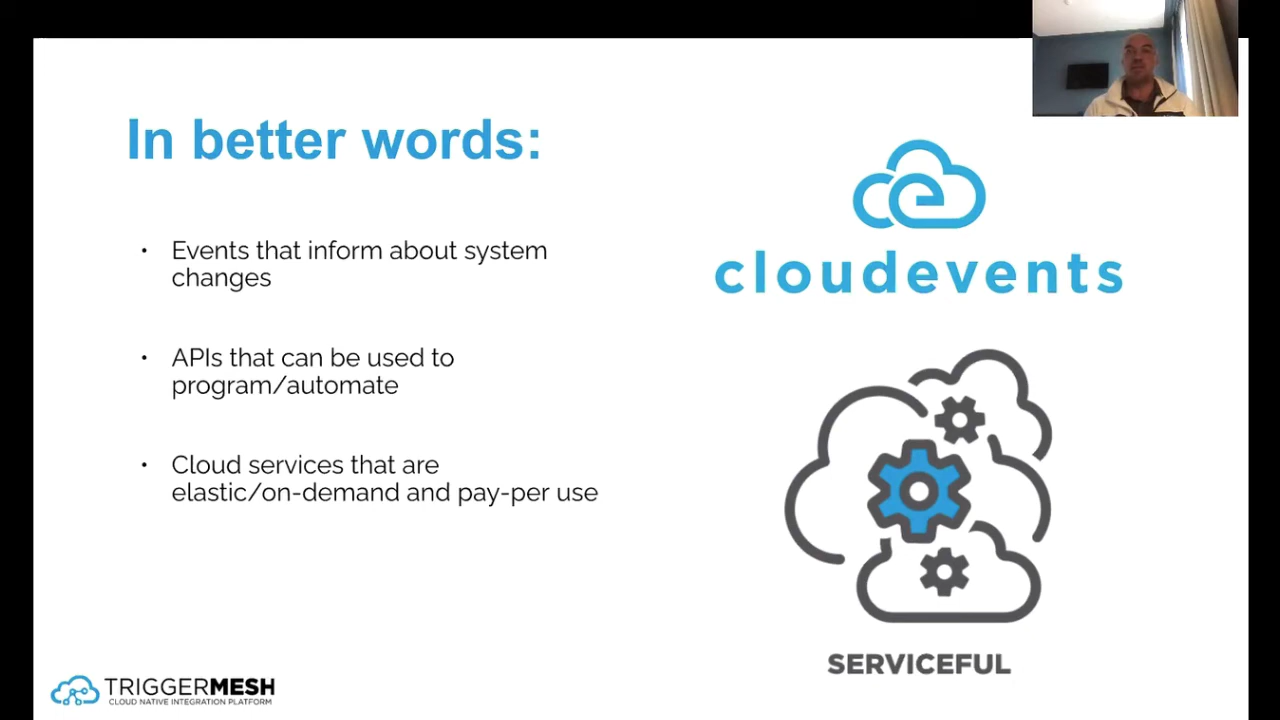 In better words:
• Events that inform about system
changes
• APIs that can be used to
program/automate
• Cloud services that are
elastic/on-demand and pay-per use
cloudevents
SERVICEFUL
TRIGGERMESH
CLOUD NATIVE INTEGRATION PLATFORM